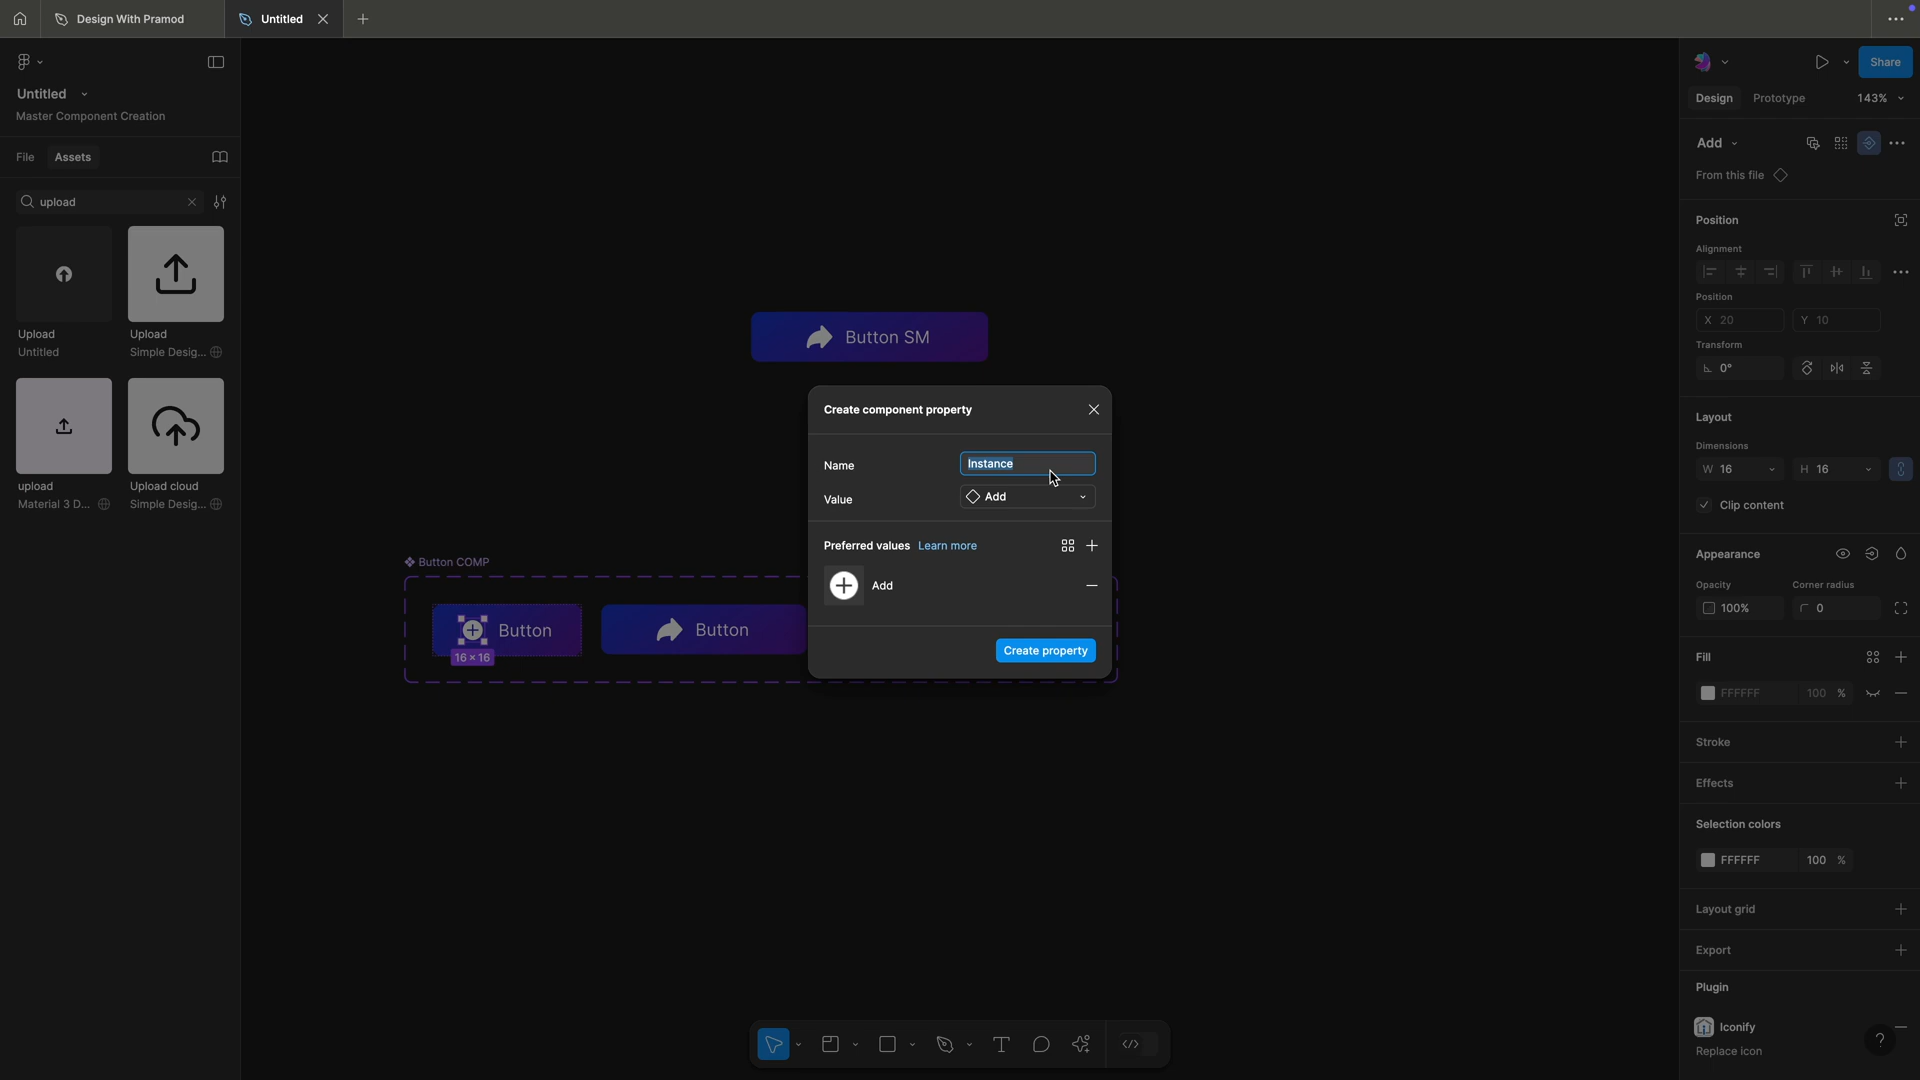 Design With Pramod
Untitled
Untitled
Master Component Creation
File
Assets
upload
Upload
Untitled
Upload
Simple Desig...
upload
Material 3 D...
Upload cloud
Simple Desig...
Button SM
Button COMP
Button
16 × 16
Button
Create component property
Name
Instance
Value
Add
Preferred values
Learn more
Add
Create property
Share
Design
Prototype
143%
Add
From this file
Position
Alignment
Position
X 20
Y 10
Transform
0°
Layout
Dimensions
W 16
H 16
Clip content
Appearance
Opacity
Corner radius
100%
0
Fill
FFFFFF
100 %
Stroke
Effects
Selection colors
FFFFFF
100 %
Layout grid
Export
Plugin
Iconify
Replace icon
?